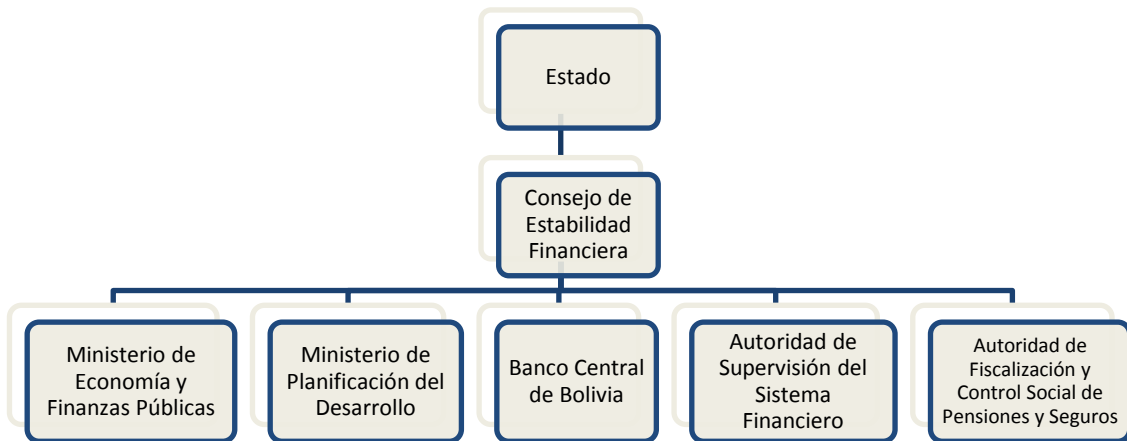 Estado
Consejo de
Estabilidad
Financiera
Ministerio de
Economía y
Finanzas Públicas
Ministerio de
Planificación del
Desarrollo
Banco Central
de Bolivia
Autoridad de
Supervisión del
Sistema
Financiero
Autoridad de
Fiscalización y
Control Social de
Pensiones y Seguros